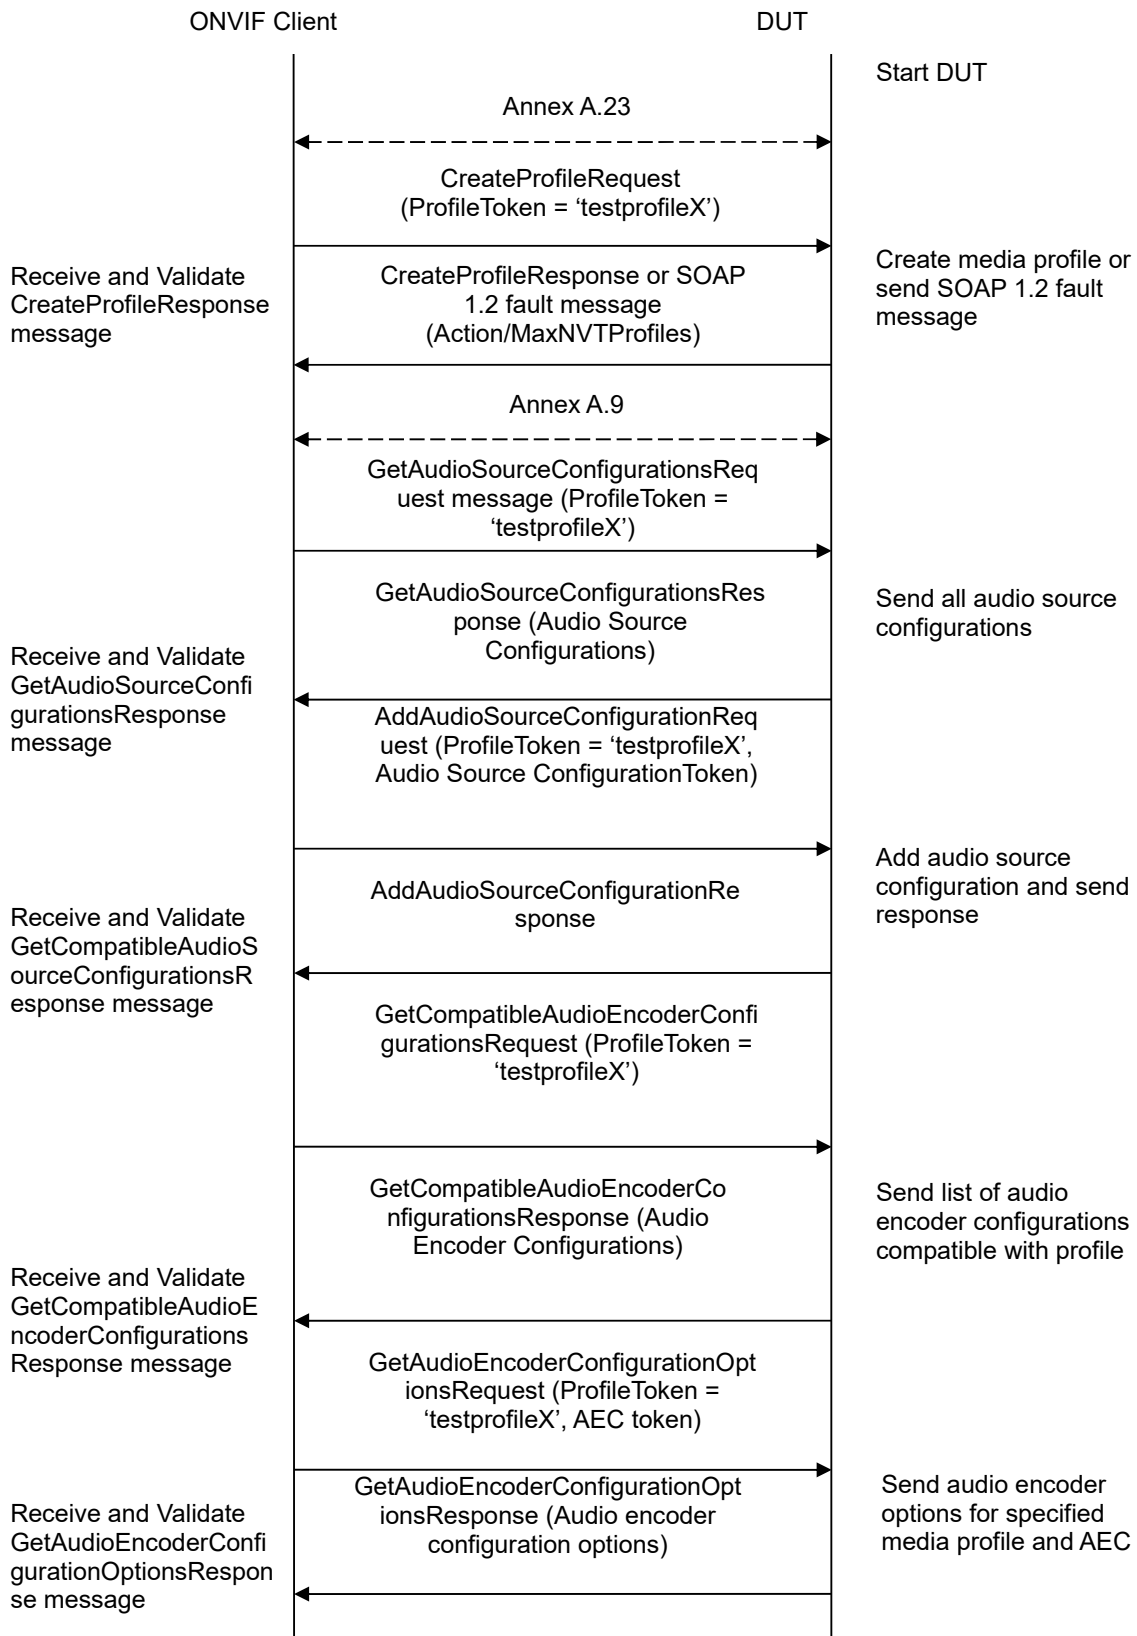 ONVIF Client
DUT
Start DUT
Annex A.23
CreateProfileRequest
(ProfileToken = ‘testprofileX’)
Create media profile or
send SOAP 1.2 fault
message
Receive and Validate
CreateProfileResponse
message
CreateProfileResponse or SOAP
1.2 fault message
(Action/MaxNVTProfiles)
Annex A.9
GetAudioSourceConfigurationsReq
uest message (ProfileToken =
‘testprofileX’)
GetAudioSourceConfigurationsRes
ponse (Audio Source
Configurations)
Send all audio source
configurations
Receive and Validate
GetAudioSourceConfi
gurationsResponse
message
AddAudioSourceConfigurationReq
uest (ProfileToken = ‘testprofileX’,
Audio Source ConfigurationToken)
Add audio source
configuration and send
response
AddAudioSourceConfigurationRe
sponse
Receive and Validate
GetCompatibleAudioS
ourceConfigurationsR
esponse message
GetCompatibleAudioEncoderConfi
gurationsRequest (ProfileToken =
‘testprofileX’)
GetCompatibleAudioEncoderCo
nfigurationsResponse (Audio
Encoder Configurations)
Send list of audio
encoder configurations
compatible with profile
Receive and Validate
GetCompatibleAudioE
ncoderConfigurations
Response message
GetAudioEncoderConfigurationOpt
ionsRequest (ProfileToken =
‘testprofileX’, AEC token)
GetAudioEncoderConfigurationOpt
ionsResponse (Audio encoder
configuration options)
Send audio encoder
options for specified
media profile and AEC
Receive and Validate
GetAudioEncoderConfi
gurationOptionsRespon
se message